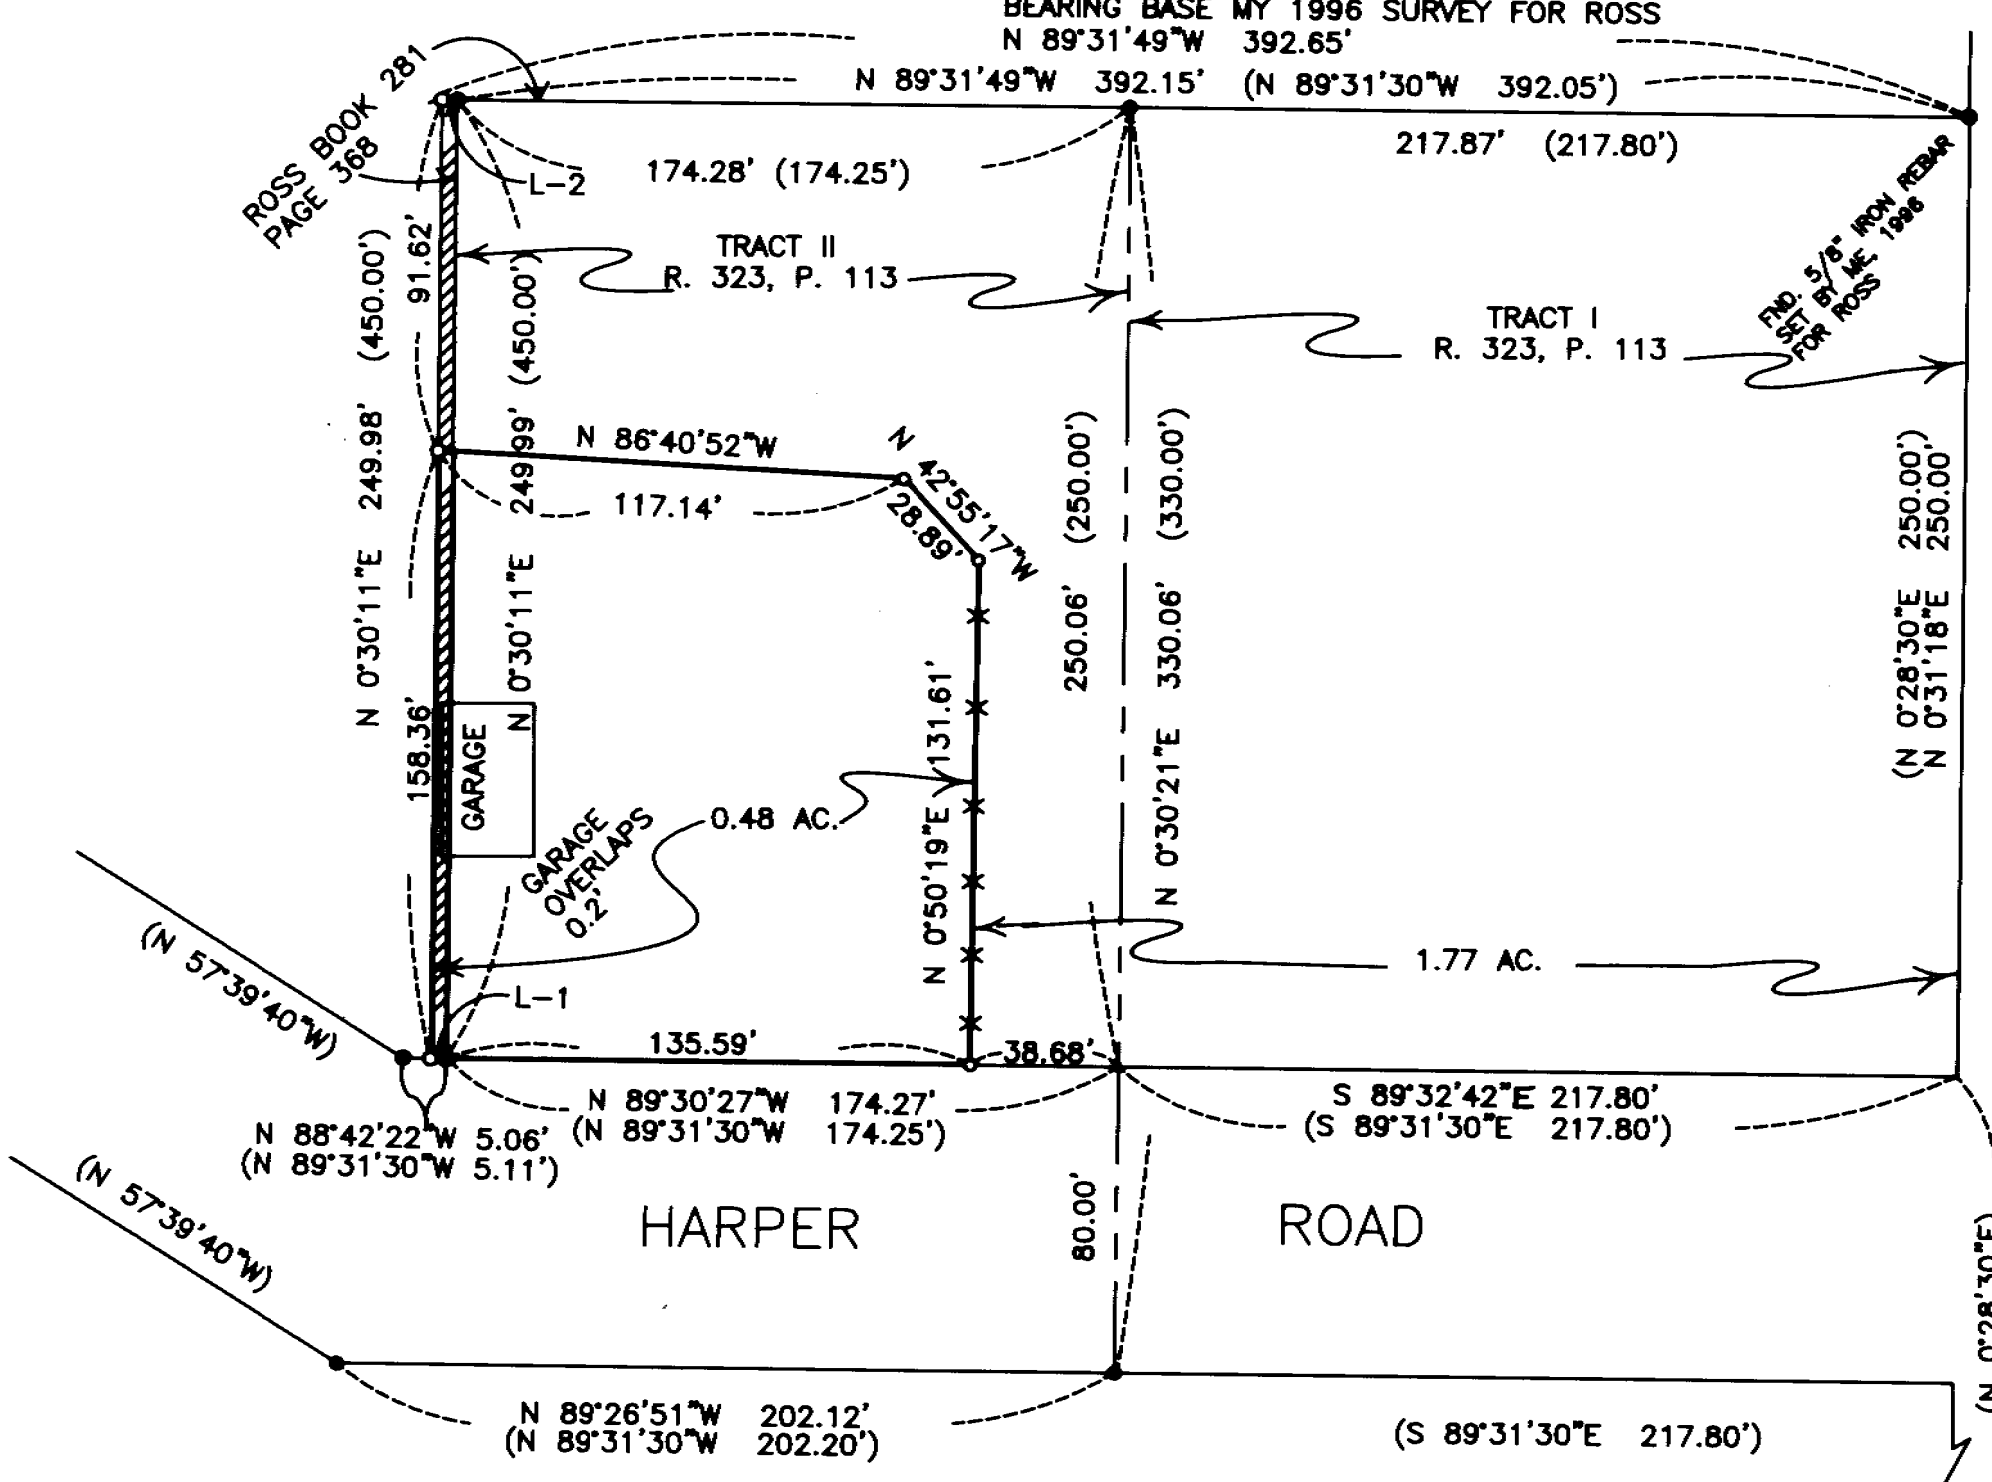 BEARING BASE MY 1996 SURVEY FOR ROSS
N 89°31'49"W 392.65'
N 89°31'49"W 392.15' (N 89°31'30"W 392.05')
ROSS BOOK 281
PAGE 368
L-2
174.28' (174.25')
217.87' (217.80')
FND. 5/8" IRON REBAR
SET BY ME, 1996
FOR ROSS
TRACT II
R. 323, P. 113
TRACT I
R. 323, P. 113
91.62'
N 0°30'11"E 249.98' (450.00')
N 0°30'11"E 249.99' (450.00')
N 86°40'52"W
117.14'
N 42°55'17"W
28.89'
250.06' (250.00')
N 0°30'21"E 330.06' (330.00')
(N 0°28'30"E 250.00')
N 0°31'18"E 250.00'
158.36'
GARAGE
GARAGE
OVERLAPS
0.2'
0.48 AC.
N 0°50'19"E 131.61'
1.77 AC.
L-1
(N 57°39'40"W)
135.59'
38.68'
N 89°30'27"W 174.27'
(N 89°31'30"W 174.25')
S 89°32'42"E 217.80'
(S 89°31'30"E 217.80')
N 88°42'22"W 5.06'
(N 89°31'30"W 5.11')
(N 57°39'40"W)
HARPER ROAD
80.00'
(N 0°28'30"E)
N 89°26'51"W 202.12'
(N 89°31'30"W 202.20')
(S 89°31'30"E 217.80')